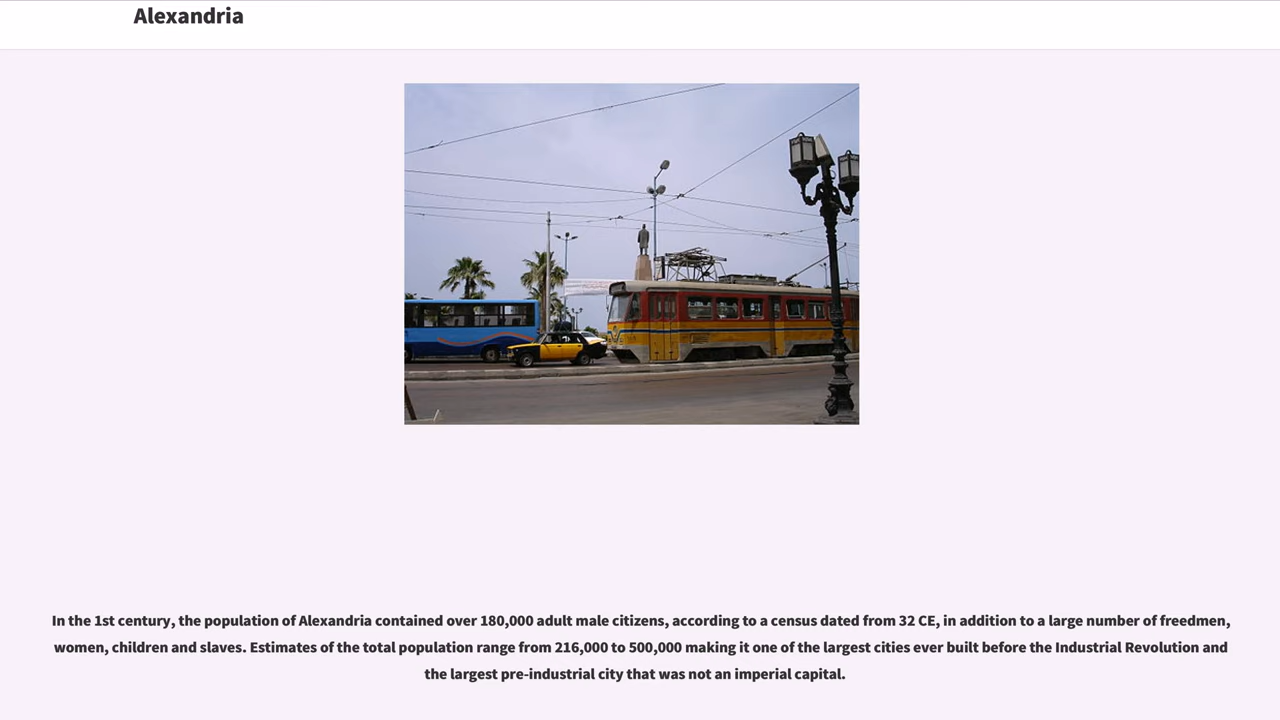 Alexandria
In the 1st century, the population of Alexandria contained over 180,000 adult male citizens, according to a census dated from 32 CE, in addition to a large number of freedmen,
women, children and slaves. Estimates of the total population range from 216,000 to 500,000 making it one of the largest cities ever built before the Industrial Revolution and
the largest pre-industrial city that was not an imperial capital.